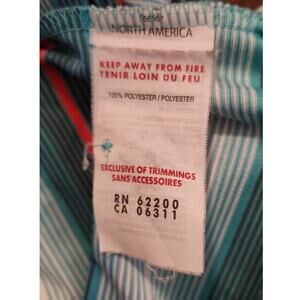 66567
NORTH AMERICA
KEEP AWAY FROM FIRE
TENIR LOIN DU FEU
100% POLYESTER / POLYESTER
EXCLUSIVE OF TRIMMINGS
SANS ACCESSOIRES
RN 62200
CA 06311